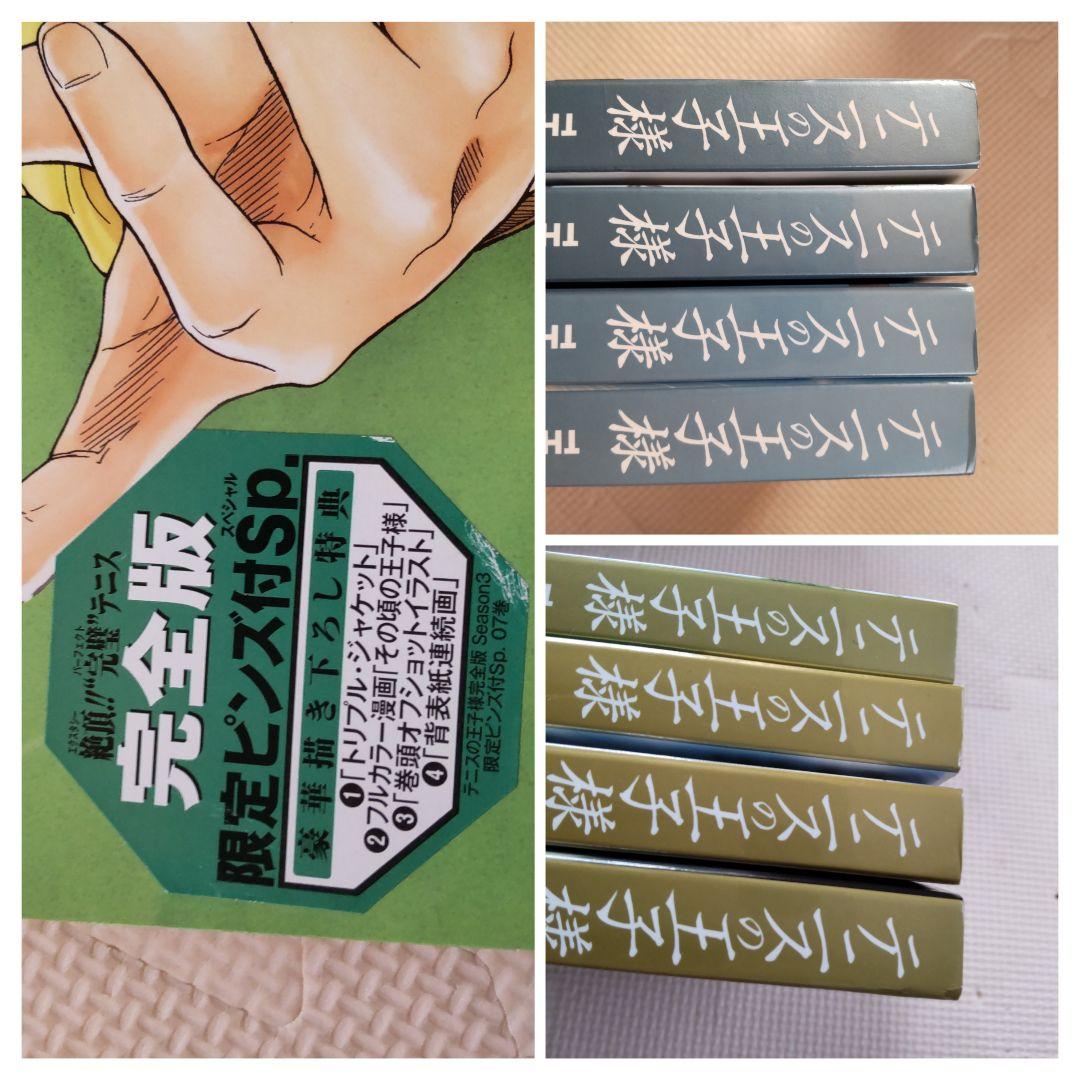 エクスタシー パーフェクト
絶頂!!“完璧”テニス
完全版
スペシャル
限定ピンズ付Sp.
豪華描き下ろし特典
❶「トリプル・ジャケット」
❷フルカラー漫画「その頃の王子様」
❸「巻頭オフショットイラスト」
❹「背表紙連続画」
テニスの王子様完全版 Season3
限定ピンズ付Sp. 07巻
テニスの王子様
テニスの王子様
テニスの王子様
テニスの王子様
テニスの王子様
テニスの王子様
テニスの王子様
テニスの王子様